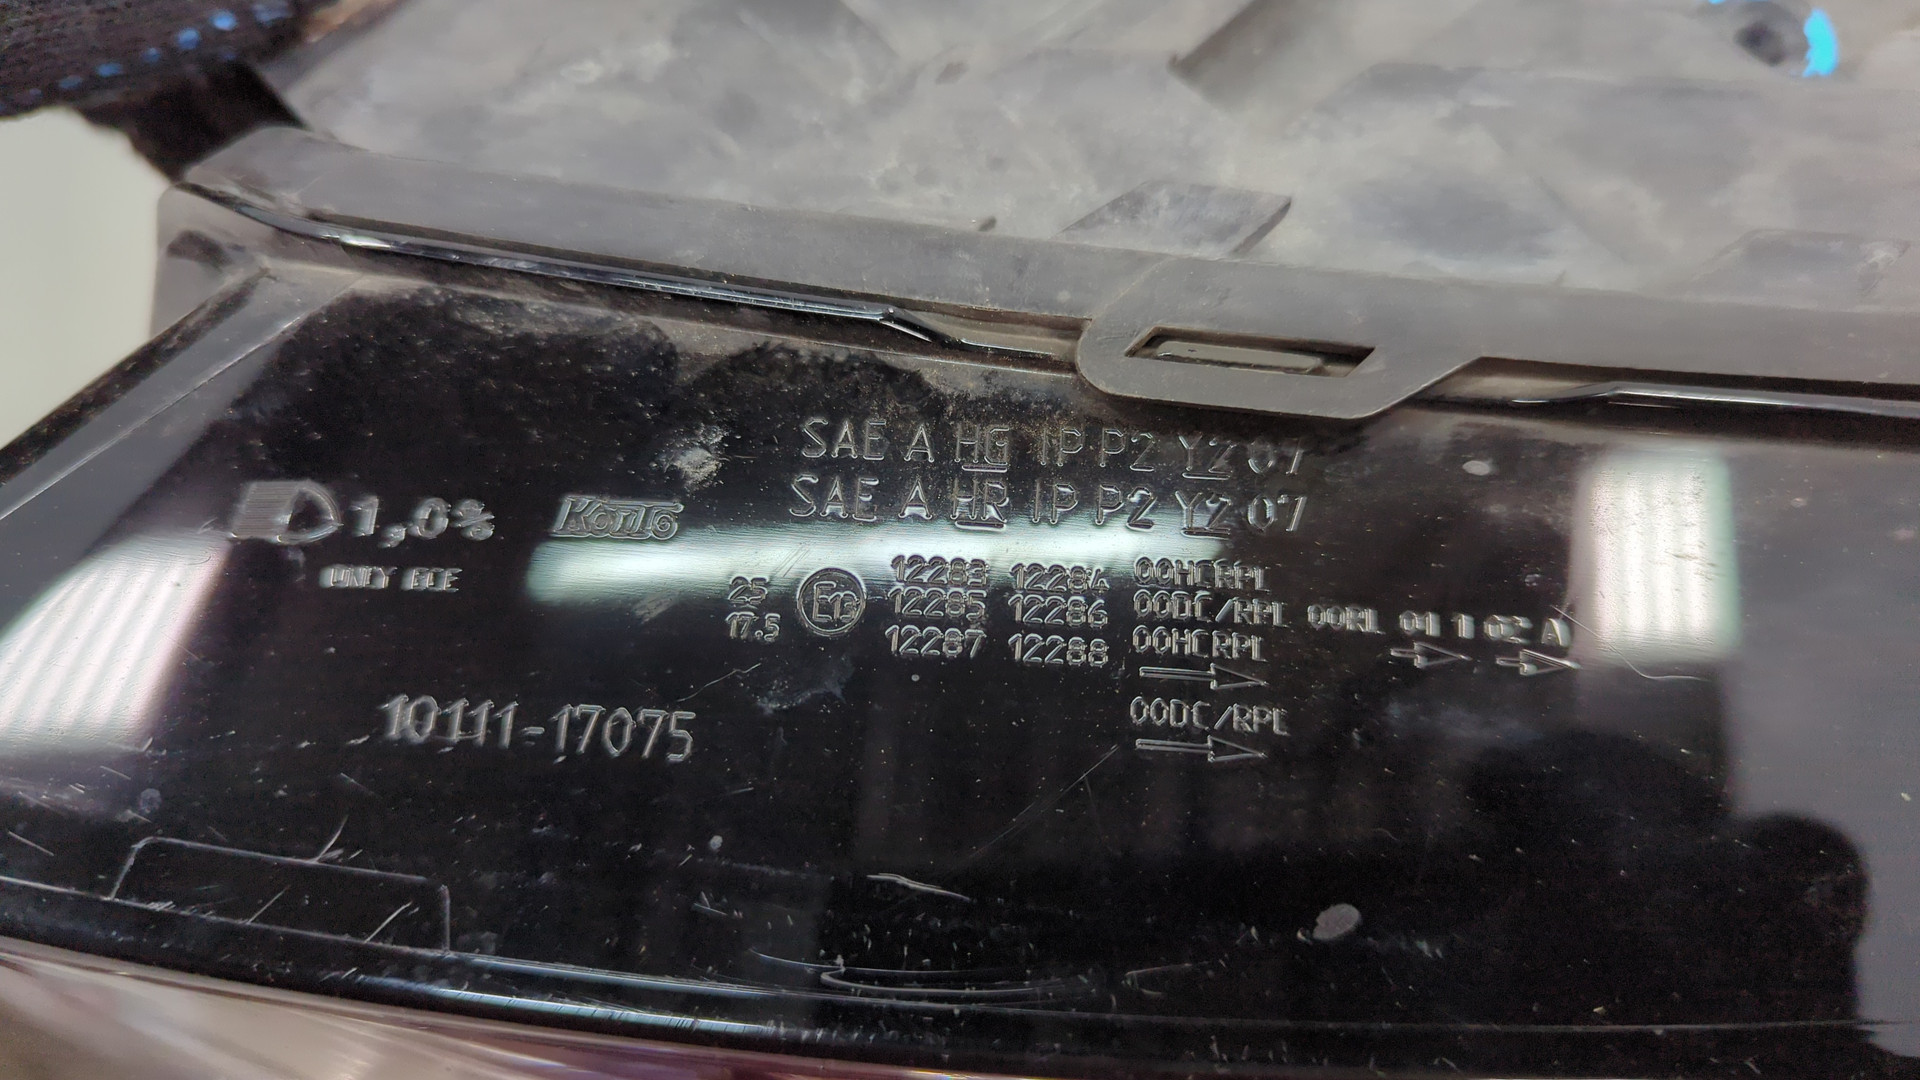 SAE A HG IP P2 Y2 07
SAE A HR IP P2 Y2 07
1,0% KOITO
ONLY ECE
25 E13 12283 12284 00HCRPL
17.5 12285 12286 00DC/RPL 00RL 01 1 02 A
12287 12288 00HCRPL
10111-17075 00DC/RPL